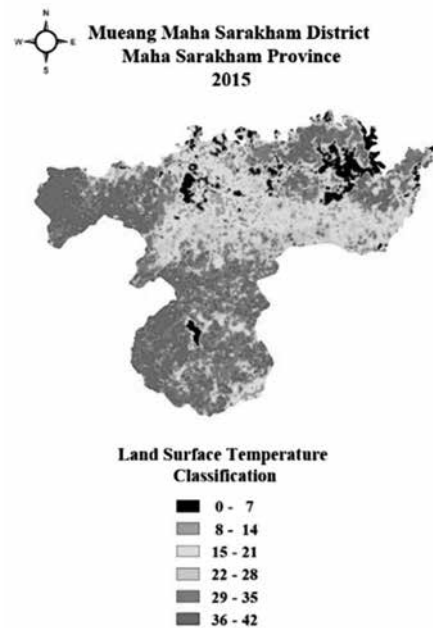 N
W E
S
Mueang Maha Sarakham District
Maha Sarakham Province
2015
Land Surface Temperature
Classification
0 - 7
8 - 14
15 - 21
22 - 28
29 - 35
36 - 42